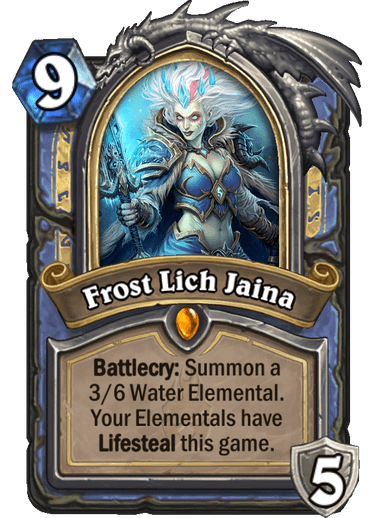 9
Frost Lich Jaina
Battlecry: Summon a
3/6 Water Elemental.
Your Elementals have
Lifesteal this game.
5